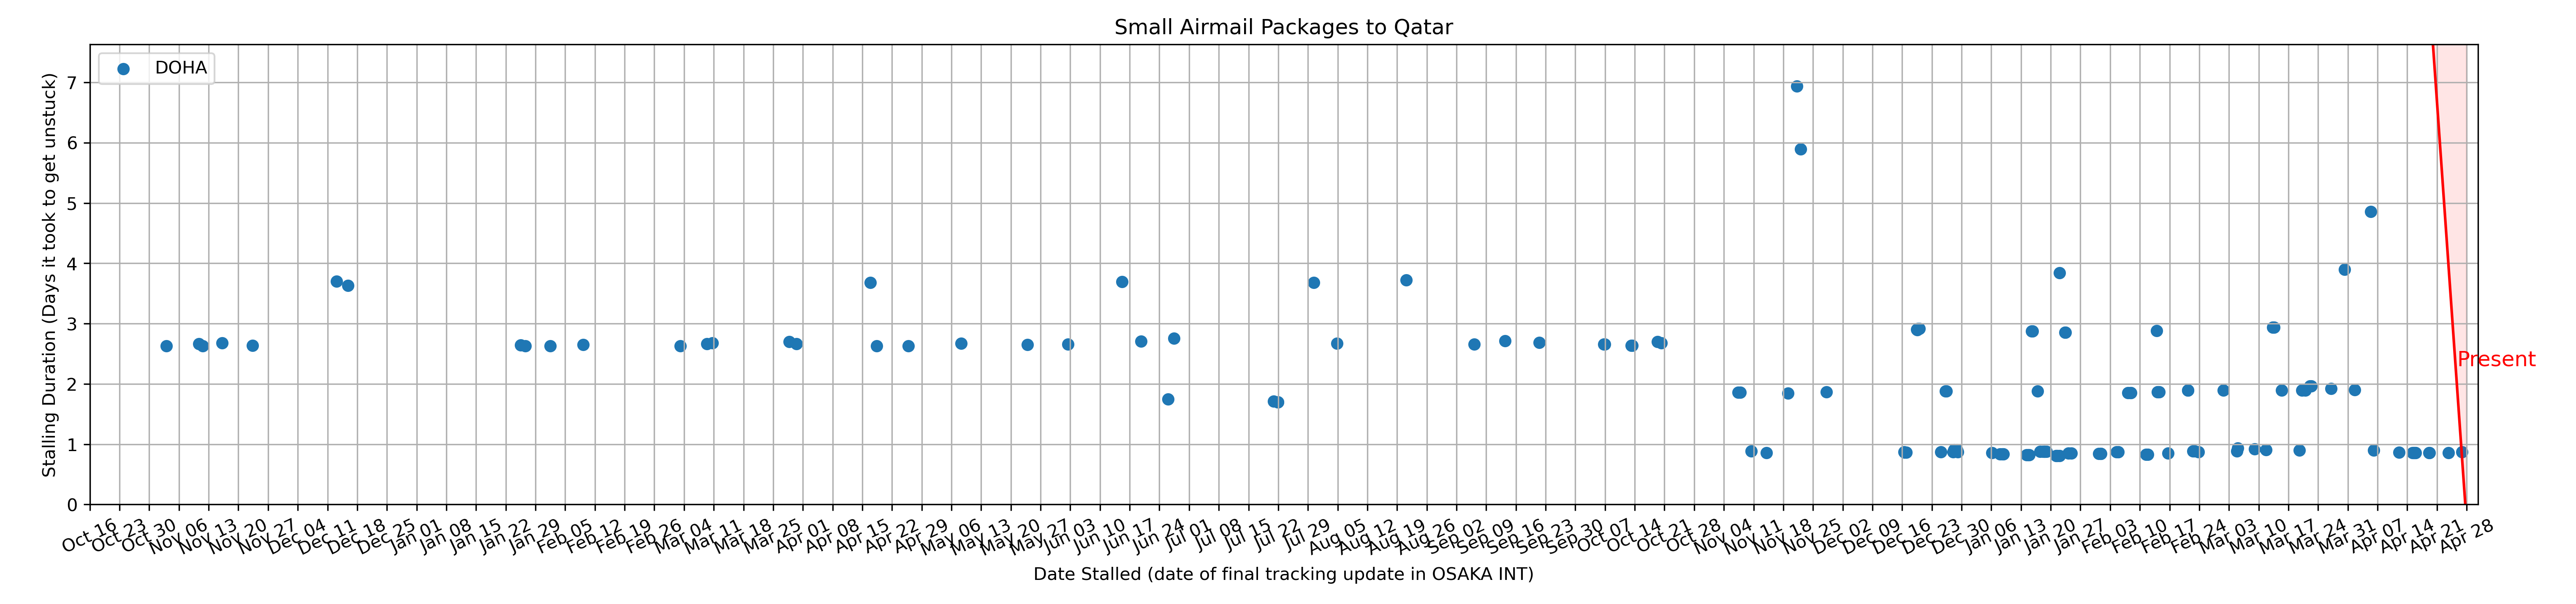 Small Airmail Packages to Qatar
DOHA
Stalling Duration (Days it took to get unstuck)
7
6
5
4
3
2
1
0
Present
Oct 16
Oct 23
Oct 30
Nov 06
Nov 13
Nov 20
Nov 27
Dec 04
Dec 11
Dec 18
Dec 25
Jan 01
Jan 08
Jan 15
Jan 22
Jan 29
Feb 05
Feb 12
Feb 19
Feb 26
Mar 04
Mar 11
Mar 18
Mar 25
Apr 01
Apr 08
Apr 15
Apr 22
Apr 29
May 06
May 13
May 20
May 27
Jun 03
Jun 10
Jun 17
Jun 24
Jul 01
Jul 08
Jul 15
Jul 22
Jul 29
Aug 05
Aug 12
Aug 19
Aug 26
Sep 02
Sep 09
Sep 16
Sep 23
Sep 30
Oct 07
Oct 14
Oct 21
Oct 28
Nov 04
Nov 11
Nov 18
Nov 25
Dec 02
Dec 09
Dec 16
Dec 23
Dec 30
Jan 06
Jan 13
Jan 20
Jan 27
Feb 03
Feb 10
Feb 17
Feb 24
Mar 03
Mar 10
Mar 17
Mar 24
Mar 31
Apr 07
Apr 14
Apr 21
Apr 28
Date Stalled (date of final tracking update in OSAKA INT)